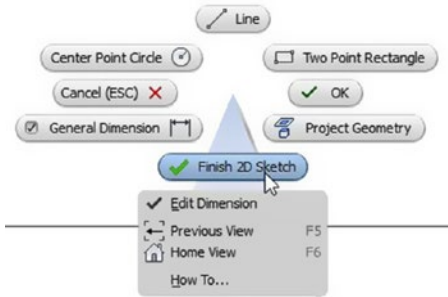 Line
Center Point Circle
Two Point Rectangle
Cancel (ESC)
OK
General Dimension
Project Geometry
Finish 2D Sketch
Edit Dimension
Previous View F5
Home View F6
How To...